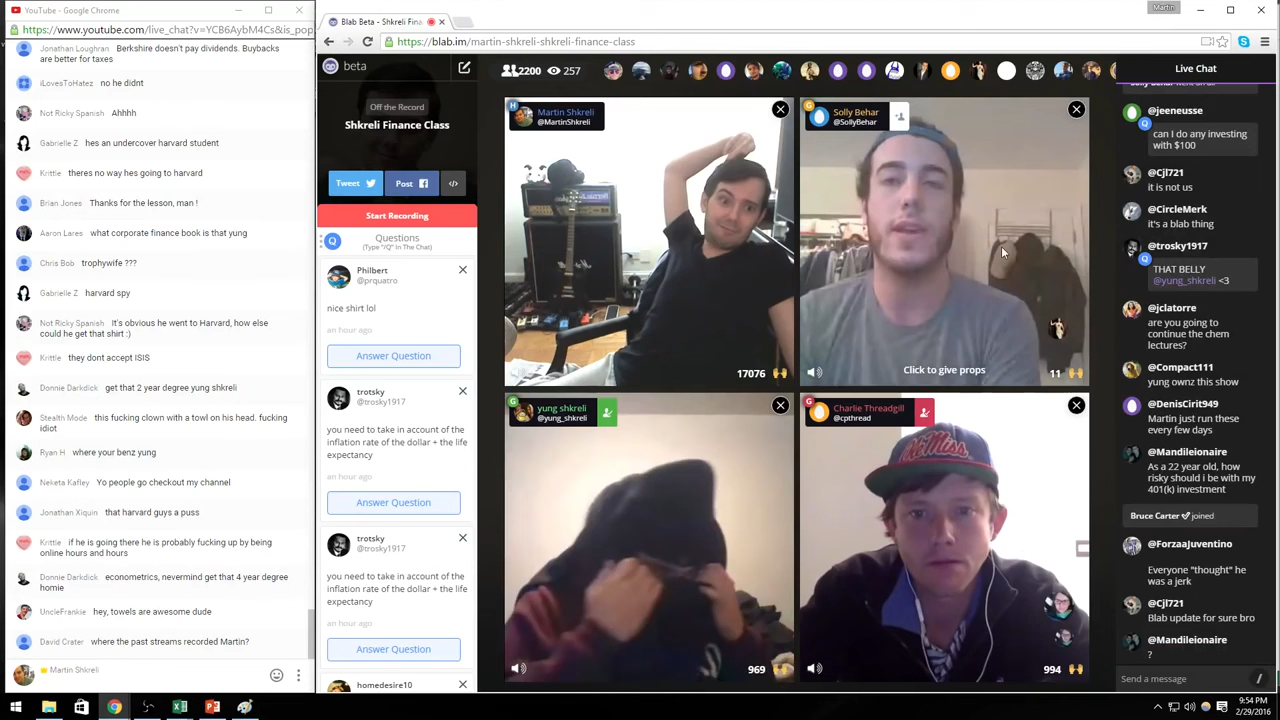 YouTube - Google Chrome
https://www.youtube.com/live_chat?v=YCB6AybM4Cs&is_pop
Jonathan Loughran Berkshire doesn't pay dividends. Buybacks
are better for taxes
iLovesToHatez no he didnt
Not Ricky Spanish Ahhhh
Gabrielle Z hes an undercover harvard student
Krittle theres no way hes going to harvard
Brian Jones Thanks for the lesson, man !
Aaron Lares what corporate finance book is that yung
Chris Bob trophywife ???
Gabrielle Z harvard spy
Not Ricky Spanish It's obvious he went to Harvard, how else
could he get that shirt :)
Krittle they dont accept ISIS
Donnie Darkdick get that 2 year degree yung shkreli
Stealth Mode this fucking clown with a towl on his head. fucking
idiot
Ryan H where your benz yung
Neketa Kafley Yo people go checkout my channel
Jonathan Xiquin that harvard guys a puss
Krittle if he is going there he is probably fucking up by being
online hours and hours
Donnie Darkdick econometrics, nevermind get that 4 year degree
homie
UncleFrankie hey, towels are awesome dude
David Crater where the past streams recorded Martin?
Martin Shkreli
Martin
Blab Beta - Shkreli Fina
https://blab.im/martin-shkreli-shkreli-finance-class
beta
2200 257
Off the Record
Shkreli Finance Class
Tweet
Post
</>
Start Recording
Q
Questions
(Type "/Q" In The Chat)
Philbert
@prquatro
nice shirt lol
an hour ago
Answer Question
trotsky
@trosky1917
you need to take in account of the
inflation rate of the dollar + the life
expectancy
an hour ago
Answer Question
trotsky
@trosky1917
you need to take in account of the
inflation rate of the dollar + the life
expectancy
an hour ago
Answer Question
homedesire10
H
Martin Shkreli
@MartinShkreli
17076
G
Solly Behar
@SollyBehar
Click to give props
11
G
yung shkreli
@yung_shkreli
969
G
Charlie Threadgill
@cpthread
Ole Miss
994
Live Chat
@jeeneusse
Q
can I do any investing
with $100
@Cjl721
it is not us
@CircleMerk
it's a blab thing
@trosky1917
Q
THAT BELLY
@yung_shkreli <3
@jclatorre
are you going to
continue the chem
lectures?
@Compact111
yung ownz this show
@DenisCirit949
Martin just run these
every few days
@Mandileionaire
As a 22 year old, how
risky should i be with my
401(k) investment
Bruce Carter joined
@ForzaaJuventino
Everyone "thought" he
was a jerk
@Cjl721
Blab update for sure bro
@Mandileionaire
?
Send a message
/
9:54 PM
2/29/2016